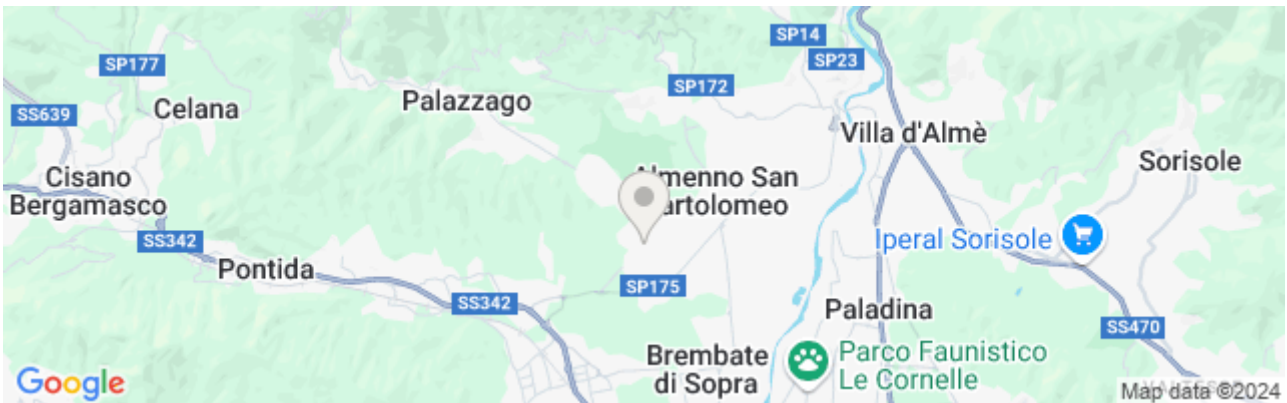 SP14
SP23
SP177
SP172
SS639
Celana
Palazzago
Villa d'Almè
Sorisole
Cisano
Bergamasco
Almenno San
artolomeo
SS342
Pontida
Iperal Sorisole
SP175
SS342
Paladina
SS470
Brembate
di Sopra
Parco Faunistico
Le Cornelle
Google
Map data ©2024